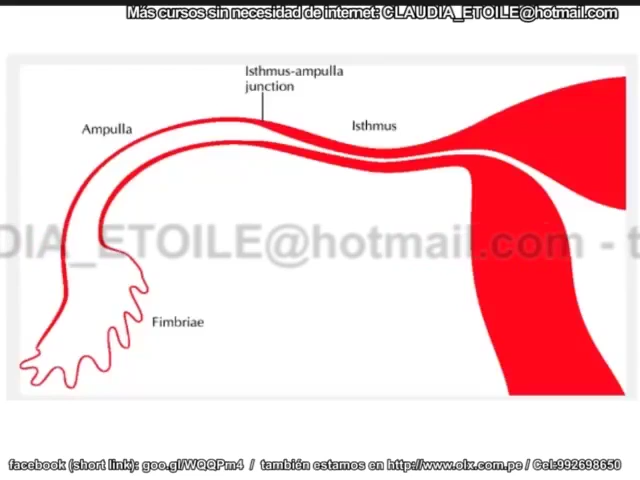 Más cursos sin necesidad de internet: CLAUDIA_ETOILE@hotmail.com
Isthmus-ampulla
junction
Ampulla
Isthmus
DIA_ETOILE@hotmail.com - t
Fimbriae
facebook (short link): goo.gl/WQQPm4 / también estamos en http://www.olx.com.pe / Cel:992698650